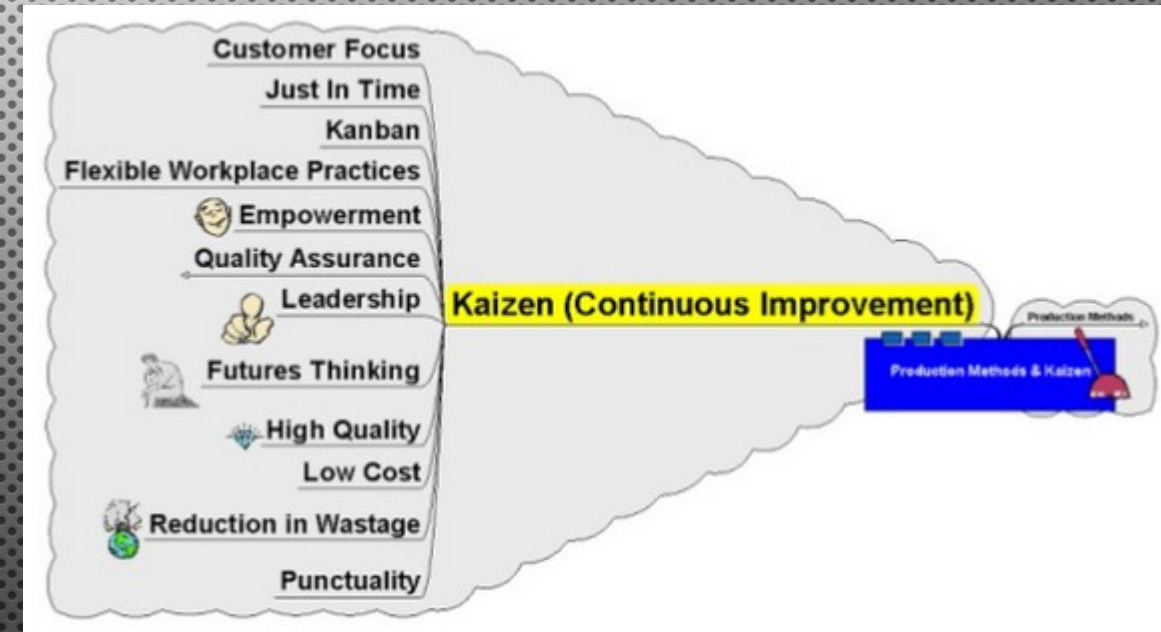 Customer Focus
Just In Time
Kanban
Flexible Workplace Practices
Empowerment
Quality Assurance
Leadership
Futures Thinking
High Quality
Low Cost
Reduction in Wastage
Punctuality
Kaizen (Continuous Improvement)
Production Methods
Production Methods & Kaizen